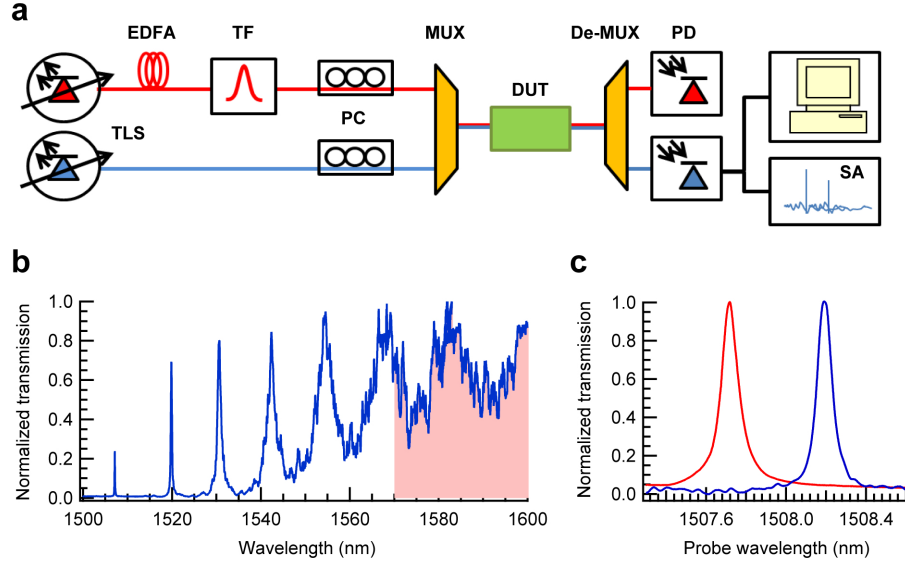 a
EDFA TF MUX De-MUX PD
DUT
PC
TLS
SA
b
Normalized transmission
1.0
0.8
0.6
0.4
0.2
0.0
1500 1520 1540 1560 1580 1600
Wavelength (nm)
c
Normalized transmission
1.0
0.8
0.6
0.4
0.2
0.0
1507.6 1508.0 1508.4
Probe wavelength (nm)